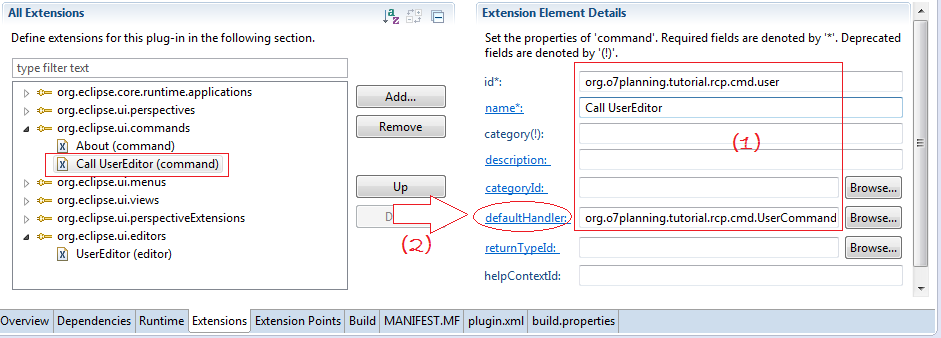 All Extensions
Define extensions for this plug-in in the following section.
type filter text
org.eclipse.core.runtime.applications
org.eclipse.ui.perspectives
org.eclipse.ui.commands
About (command)
Call UserEditor (command)
org.eclipse.ui.menus
org.eclipse.ui.views
org.eclipse.ui.perspectiveExtensions
org.eclipse.ui.editors
UserEditor (editor)
Add...
Remove
Up
D
(2)
Extension Element Details
Set the properties of 'command'. Required fields are denoted by '*'. Deprecated
fields are denoted by '(!)'.
id*: org.o7planning.tutorial.rcp.cmd.user
name*: Call UserEditor
category(!):
(1)
description:
categoryId: Browse...
defaultHandler: org.o7planning.tutorial.rcp.cmd.UserCommand Browse...
returnTypeId: Browse...
helpContextId:
Overview Dependencies Runtime Extensions Extension Points Build MANIFEST.MF plugin.xml build.properties